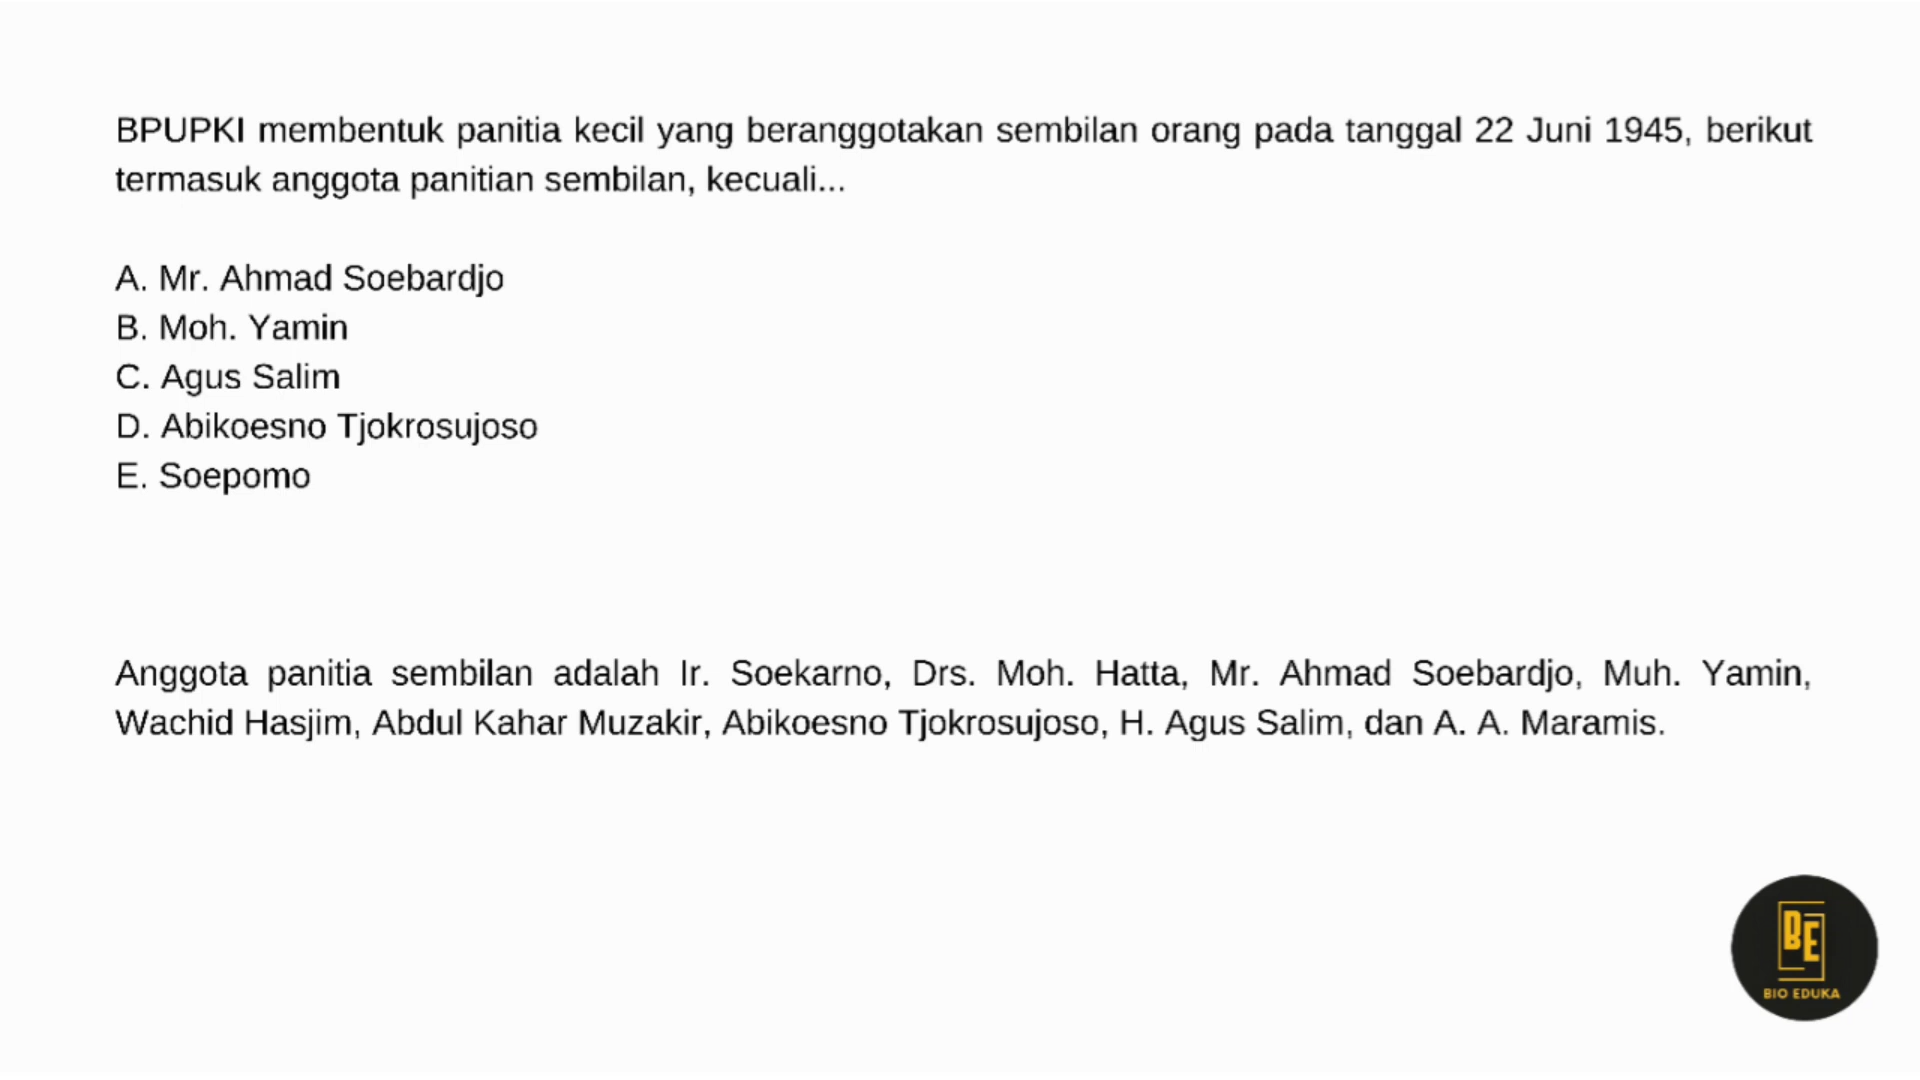 BPUPKI membentuk panitia kecil yang beranggotakan sembilan orang pada tanggal 22 Juni 1945, berikut
termasuk anggota panitian sembilan, kecuali...
A. Mr. Ahmad Soebardjo
B. Moh. Yamin
C. Agus Salim
D. Abikoesno Tjokrosujoso
E. Soepomo
Anggota panitia sembilan adalah Ir. Soekarno, Drs. Moh. Hatta, Mr. Ahmad Soebardjo, Muh. Yamin,
Wachid Hasjim, Abdul Kahar Muzakir, Abikoesno Tjokrosujoso, H. Agus Salim, dan A. A. Maramis.
BE
BIO EDUKA